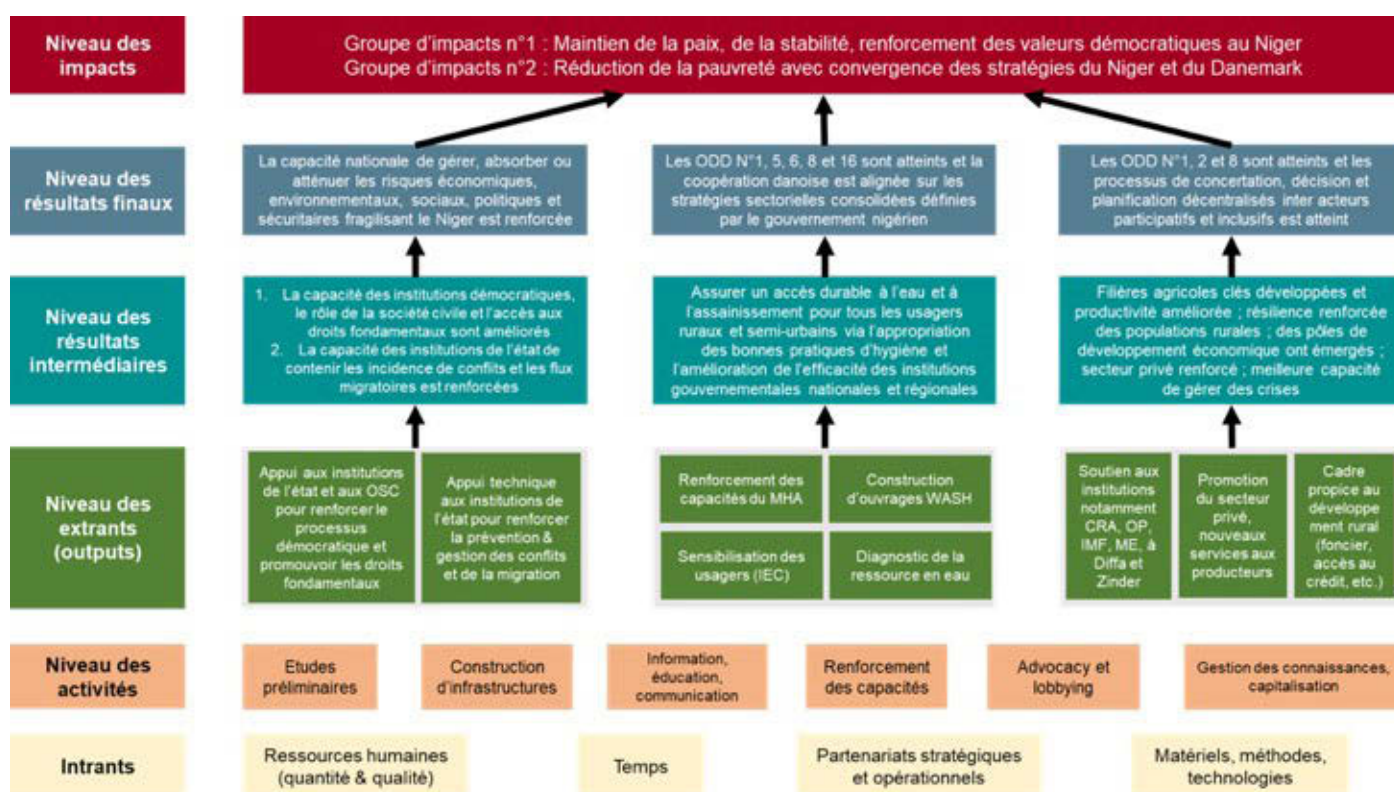 Niveau des
impacts
Groupe d'impacts n°1 : Maintien de la paix, de la stabilité, renforcement des valeurs démocratiques au Niger
Groupe d'impacts n°2 : Réduction de la pauvreté avec convergence des stratégies du Niger et du Danemark
Niveau des
résultats finaux
La capacité nationale de gérer, absorber ou
atténuer les risques économiques,
environnementaux, sociaux, politiques et
sécuritaires fragilisant le Niger est renforcée
Les ODD N°1, 5, 6, 8 et 16 sont atteints et la
coopération danoise est alignée sur les
stratégies sectorielles consolidées définies
par le gouvernement nigérien
Les ODD N°1, 2 et 8 sont atteints et les
processus de concertation, décision et
planification décentralisés inter acteurs
participatifs et inclusifs est atteint
Niveau des
résultats
intermédiaires
1. La capacité des institutions démocratiques,
le rôle de la société civile et l'accès aux
droits fondamentaux sont améliorés
2. La capacité des institutions de l'état de
contenir les incidence de conflits et les flux
migratoires est renforcées
Assurer un accès durable à l'eau et à
l'assainissement pour tous les usagers
ruraux et semi-urbains via l'appropriation
des bonnes pratiques d'hygiène et
l'amélioration de l'efficacité des institutions
gouvernementales nationales et régionales
Filières agricoles clés développées et
productivité améliorée ; résilience renforcée
des populations rurales ; des pôles de
développement économique ont émergés ;
secteur privé renforcé ; meilleure capacité
de gérer des crises
Niveau des
extrants
(outputs)
Appui aux institutions
de l'état et aux OSC
pour renforcer le
processus
démocratique et
promouvoir les droits
fondamentaux
Appui technique
aux institutions de
l'état pour renforcer
la prévention &
gestion des conflits
et de la migration
Renforcement des
capacités du MHA
Construction
d'ouvrages WASH
Sensibilisation des
usagers (IEC)
Diagnostic de la
ressource en eau
Soutien aux
institutions
notamment
CRA, OP,
IMF, ME, à
Diffa et
Zinder
Promotion
du secteur
privé,
nouveaux
services aux
producteurs
Cadre
propice au
développe
ment rural
(foncier,
accès au
crédit, etc.)
Niveau des
activités
Etudes
préliminaires
Construction
d'infrastructures
Information,
éducation,
communication
Renforcement
des capacités
Advocacy et
lobbying
Gestion des connaissances,
capitalisation
Intrants
Ressources humaines
(quantité & qualité)
Temps
Partenariats stratégiques
et opérationnels
Matériels, méthodes,
technologies